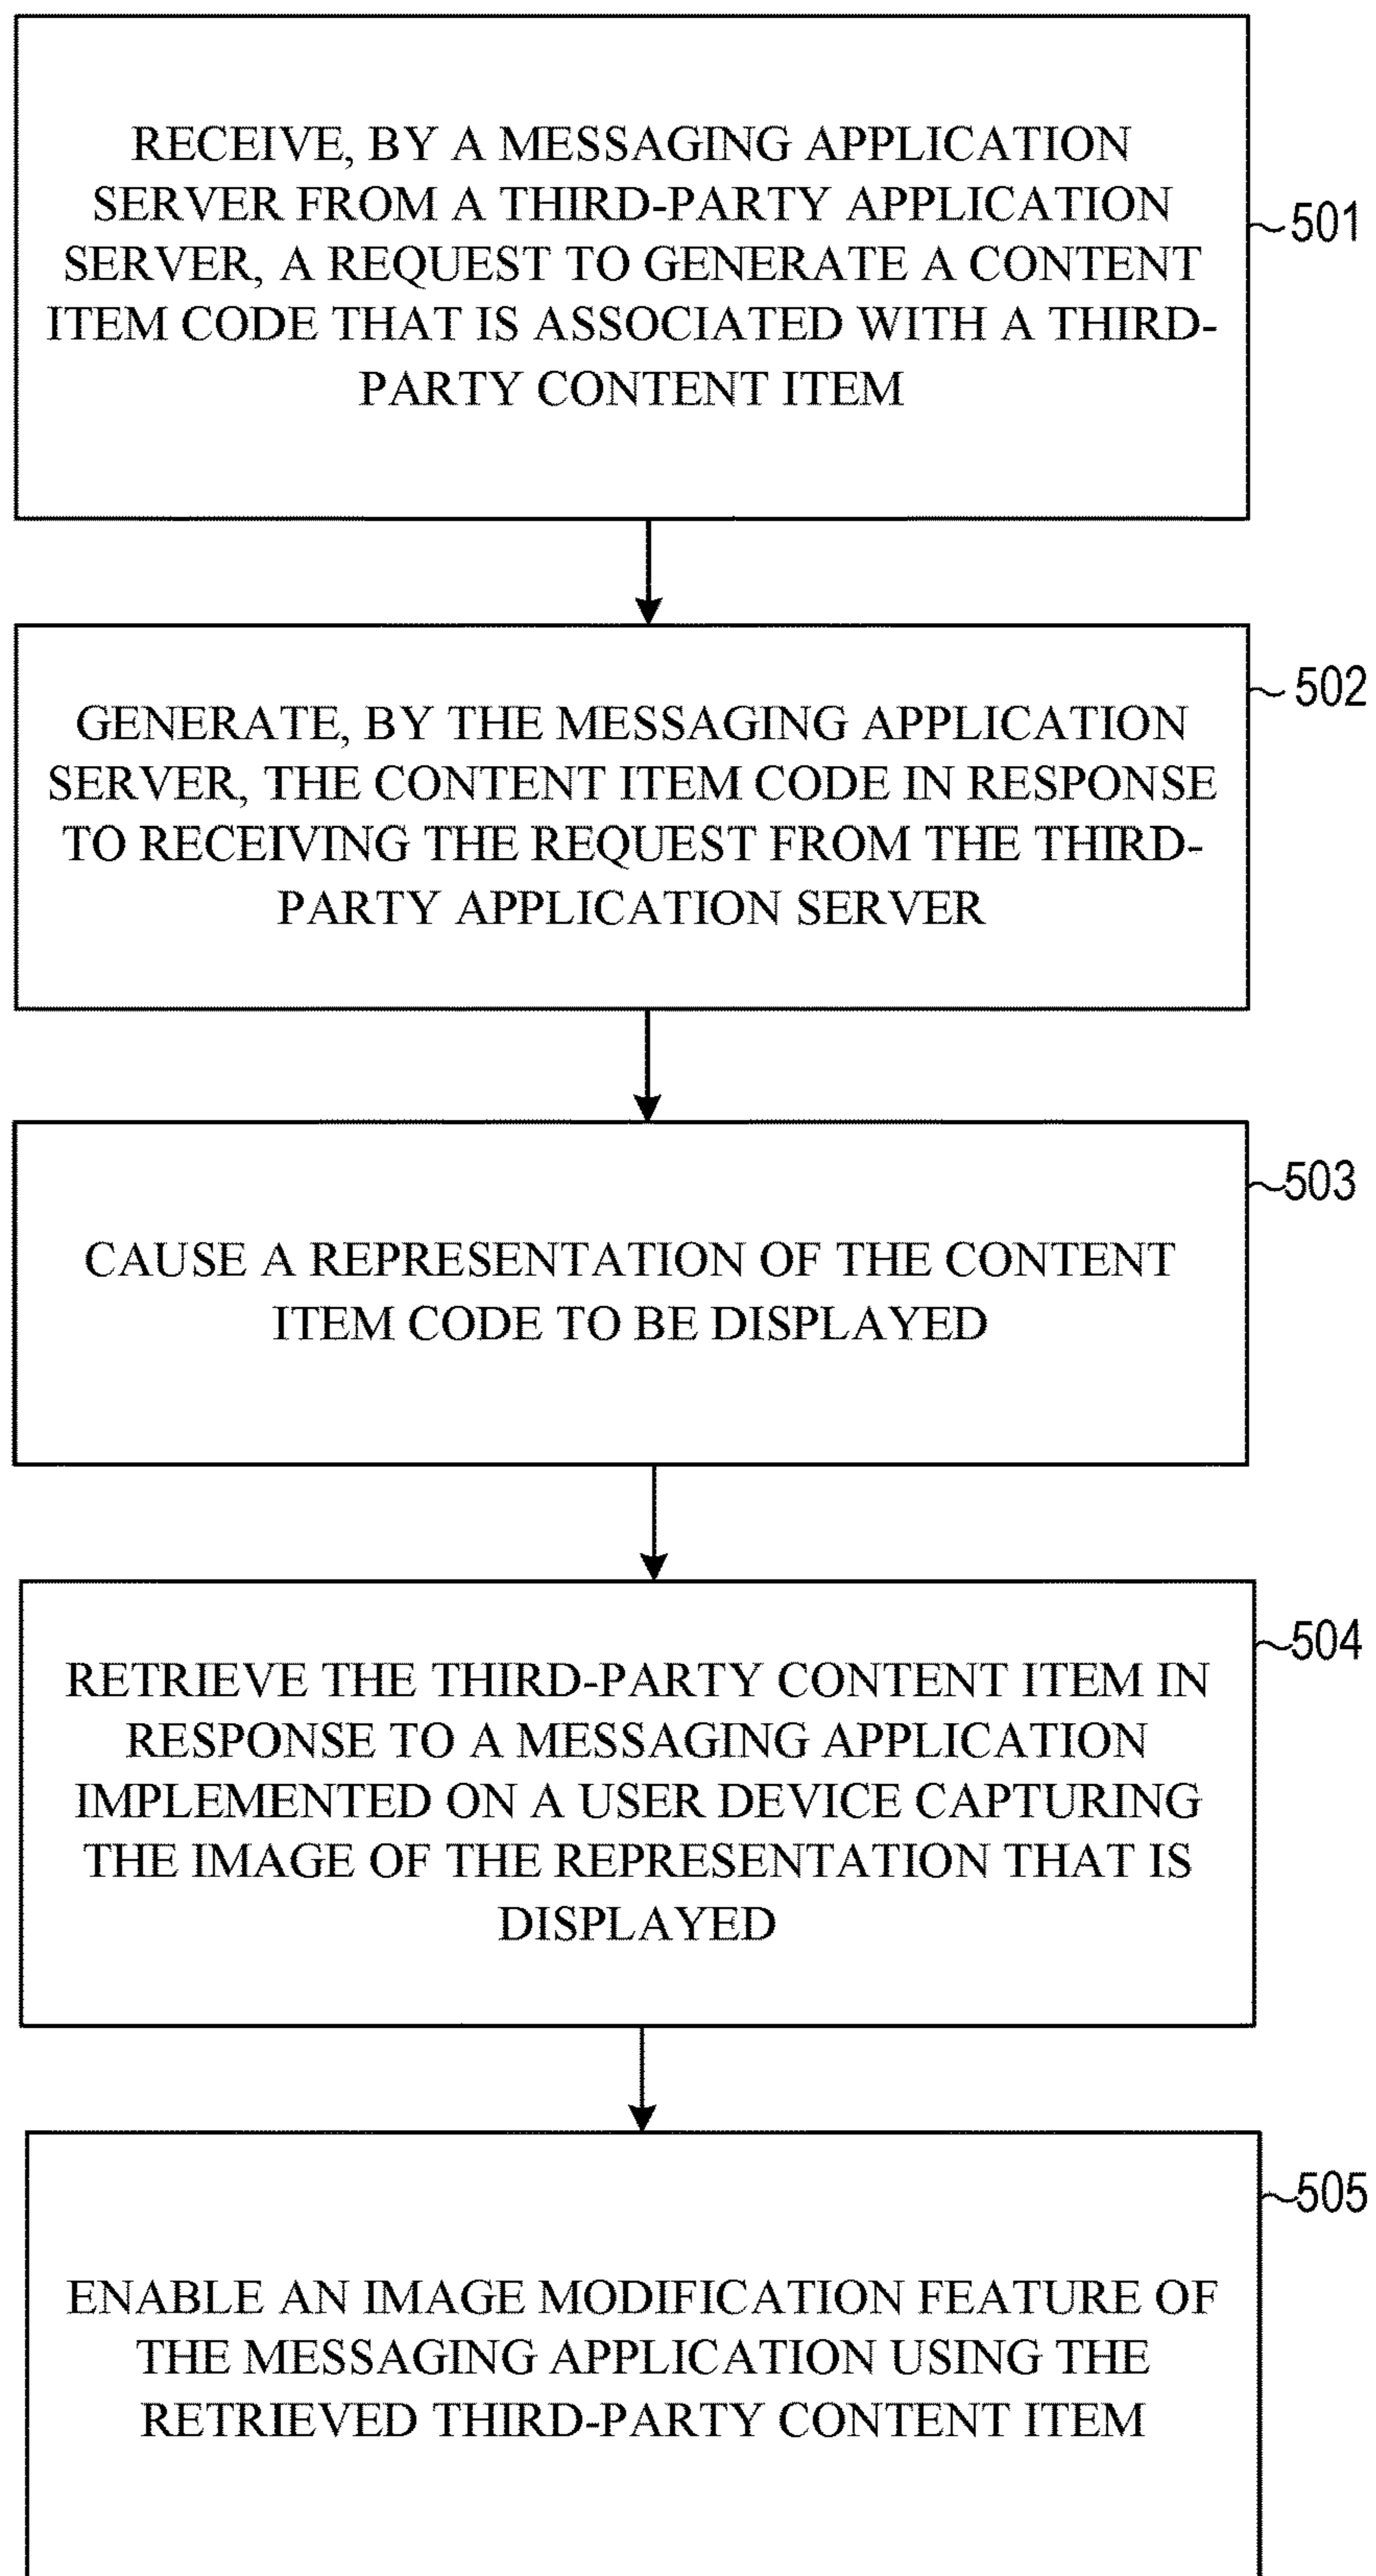 RECEIVE, BY A MESSAGING APPLICATION
SERVER FROM A THIRD-PARTY APPLICATION
SERVER, A REQUEST TO GENERATE A CONTENT
ITEM CODE THAT IS ASSOCIATED WITH A THIRD-
PARTY CONTENT ITEM
501
GENERATE, BY THE MESSAGING APPLICATION
SERVER, THE CONTENT ITEM CODE IN RESPONSE
TO RECEIVING THE REQUEST FROM THE THIRD-
PARTY APPLICATION SERVER
502
CAUSE A REPRESENTATION OF THE CONTENT
ITEM CODE TO BE DISPLAYED
503
RETRIEVE THE THIRD-PARTY CONTENT ITEM IN
RESPONSE TO A MESSAGING APPLICATION
IMPLEMENTED ON A USER DEVICE CAPTURING
THE IMAGE OF THE REPRESENTATION THAT IS
DISPLAYED
504
ENABLE AN IMAGE MODIFICATION FEATURE OF
THE MESSAGING APPLICATION USING THE
RETRIEVED THIRD-PARTY CONTENT ITEM
505